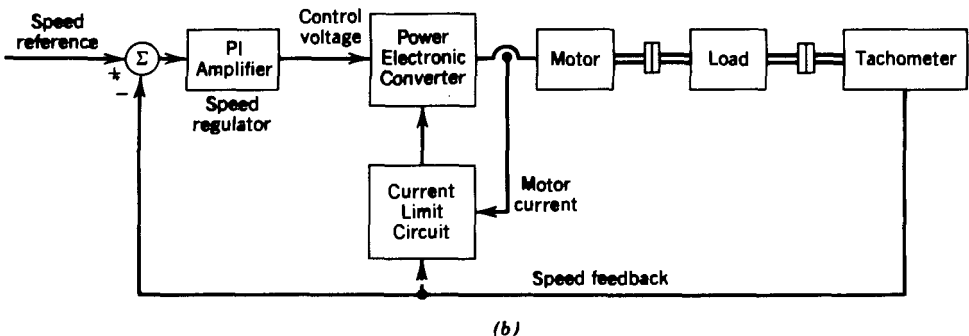 Speed
reference
+
−
Σ
PI
Amplifier
Speed
regulator
Control
voltage
Power
Electronic
Converter
Motor
Load
Tachometer
Current
Limit
Circuit
Motor
current
Speed feedback
(b)